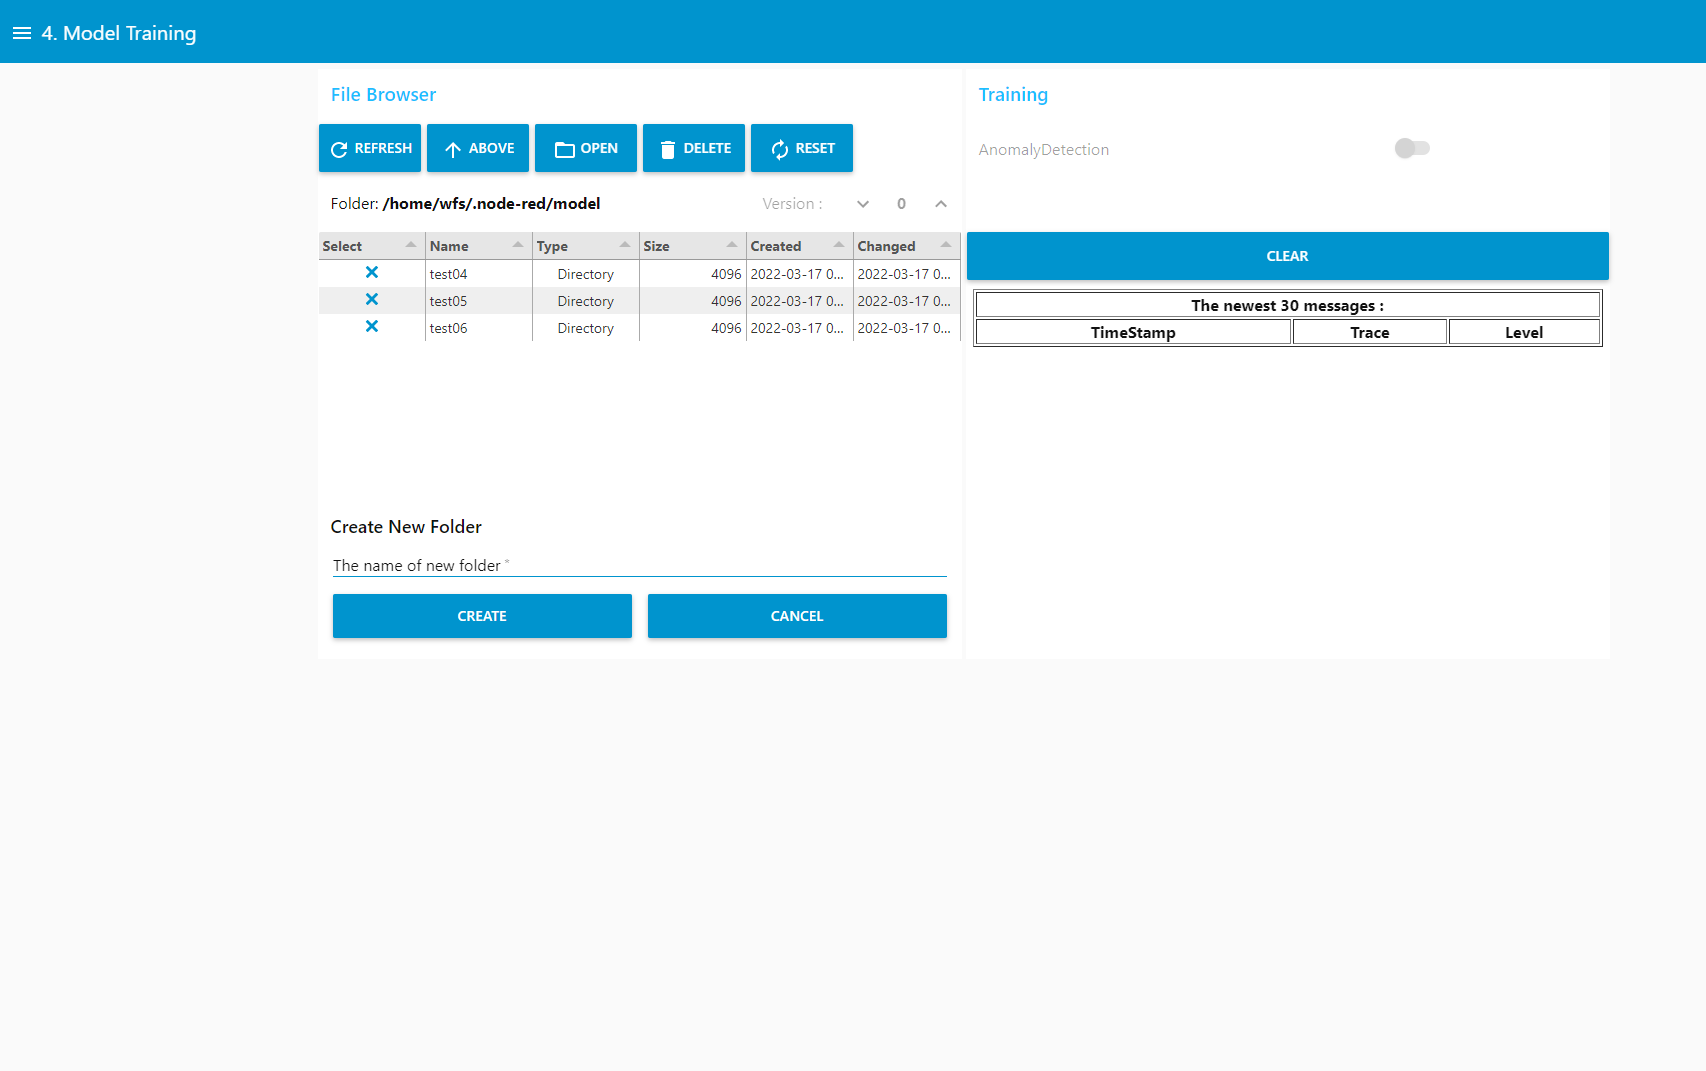 4. Model Training
File Browser
REFRESH ABOVE OPEN DELETE RESET
Folder: /home/wfs/.node-red/model Version : 0
Select Name Type Size Created Changed
test04 Directory 4096 2022-03-17 0... 2022-03-17 0...
test05 Directory 4096 2022-03-17 0... 2022-03-17 0...
test06 Directory 4096 2022-03-17 0... 2022-03-17 0...
Create New Folder
The name of new folder *
CREATE CANCEL
Training
AnomalyDetection
CLEAR
The newest 30 messages :
TimeStamp Trace Level